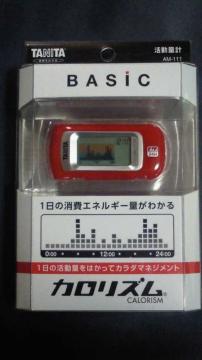 TANITA
活動量計
AM-111
BASiC
TANITA
1日の消費エネルギー量がわかる
0:00 12:00 24:00
1日の活動量をはかってカラダマネジメント
カロリズム®
CALORISM